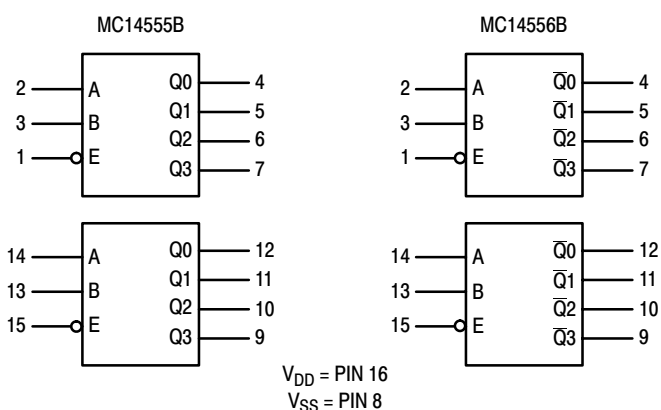 MC14555B
2 A Q0 4
3 B Q1 5
1 E Q2 6
Q3 7
14 A Q0 12
13 B Q1 11
15 E Q2 10
Q3 9
MC14556B
2 A Q̅0 4
3 B Q̅1 5
1 E Q̅2 6
Q̅3 7
14 A Q̅0 12
13 B Q̅1 11
15 E Q̅2 10
Q̅3 9
V_DD = PIN 16
V_SS = PIN 8